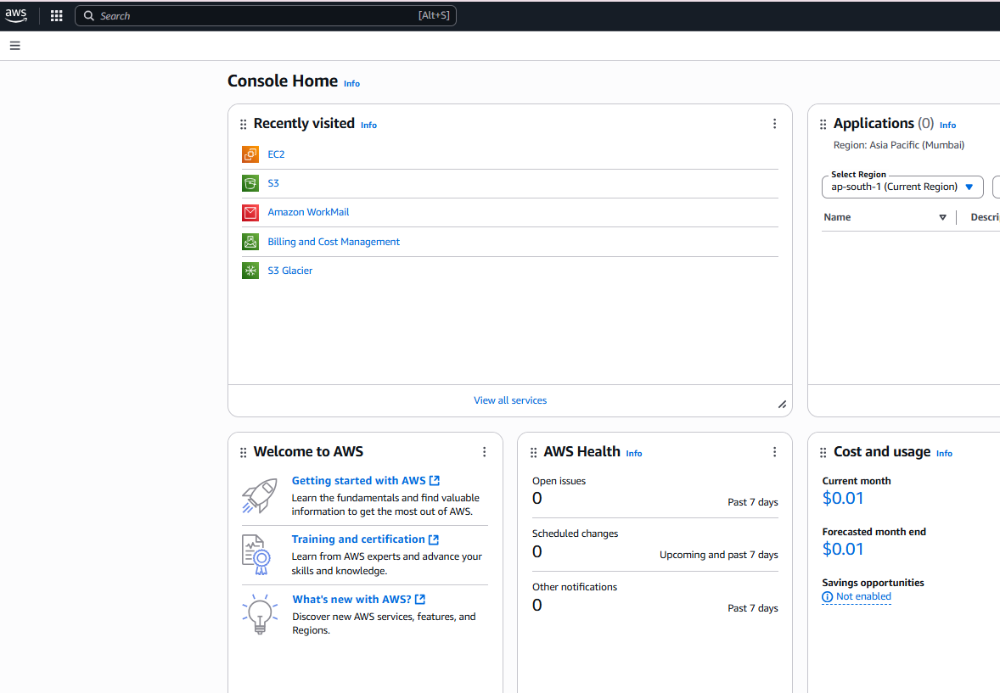 aws
Search [Alt+S]
Console Home Info
Recently visited Info
EC2
S3
Amazon WorkMail
Billing and Cost Management
S3 Glacier
View all services
Applications (0) Info
Region: Asia Pacific (Mumbai)
Select Region
ap-south-1 (Current Region)
Name Descri
Welcome to AWS
Getting started with AWS
Learn the fundamentals and find valuable
information to get the most out of AWS.
Training and certification
Learn from AWS experts and advance your
skills and knowledge.
What's new with AWS?
Discover new AWS services, features, and
Regions.
AWS Health Info
Open issues
0 Past 7 days
Scheduled changes
0 Upcoming and past 7 days
Other notifications
0 Past 7 days
Cost and usage Info
Current month
$0.01
Forecasted month end
$0.01
Savings opportunities
Not enabled